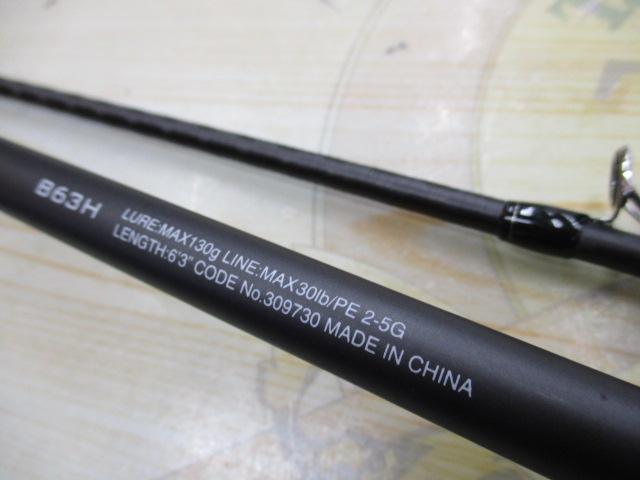 B63H
LURE:MAX130g LINE:MAX30lb/PE 2-5G
LENGTH:6'3" CODE No.309730 MADE IN CHINA